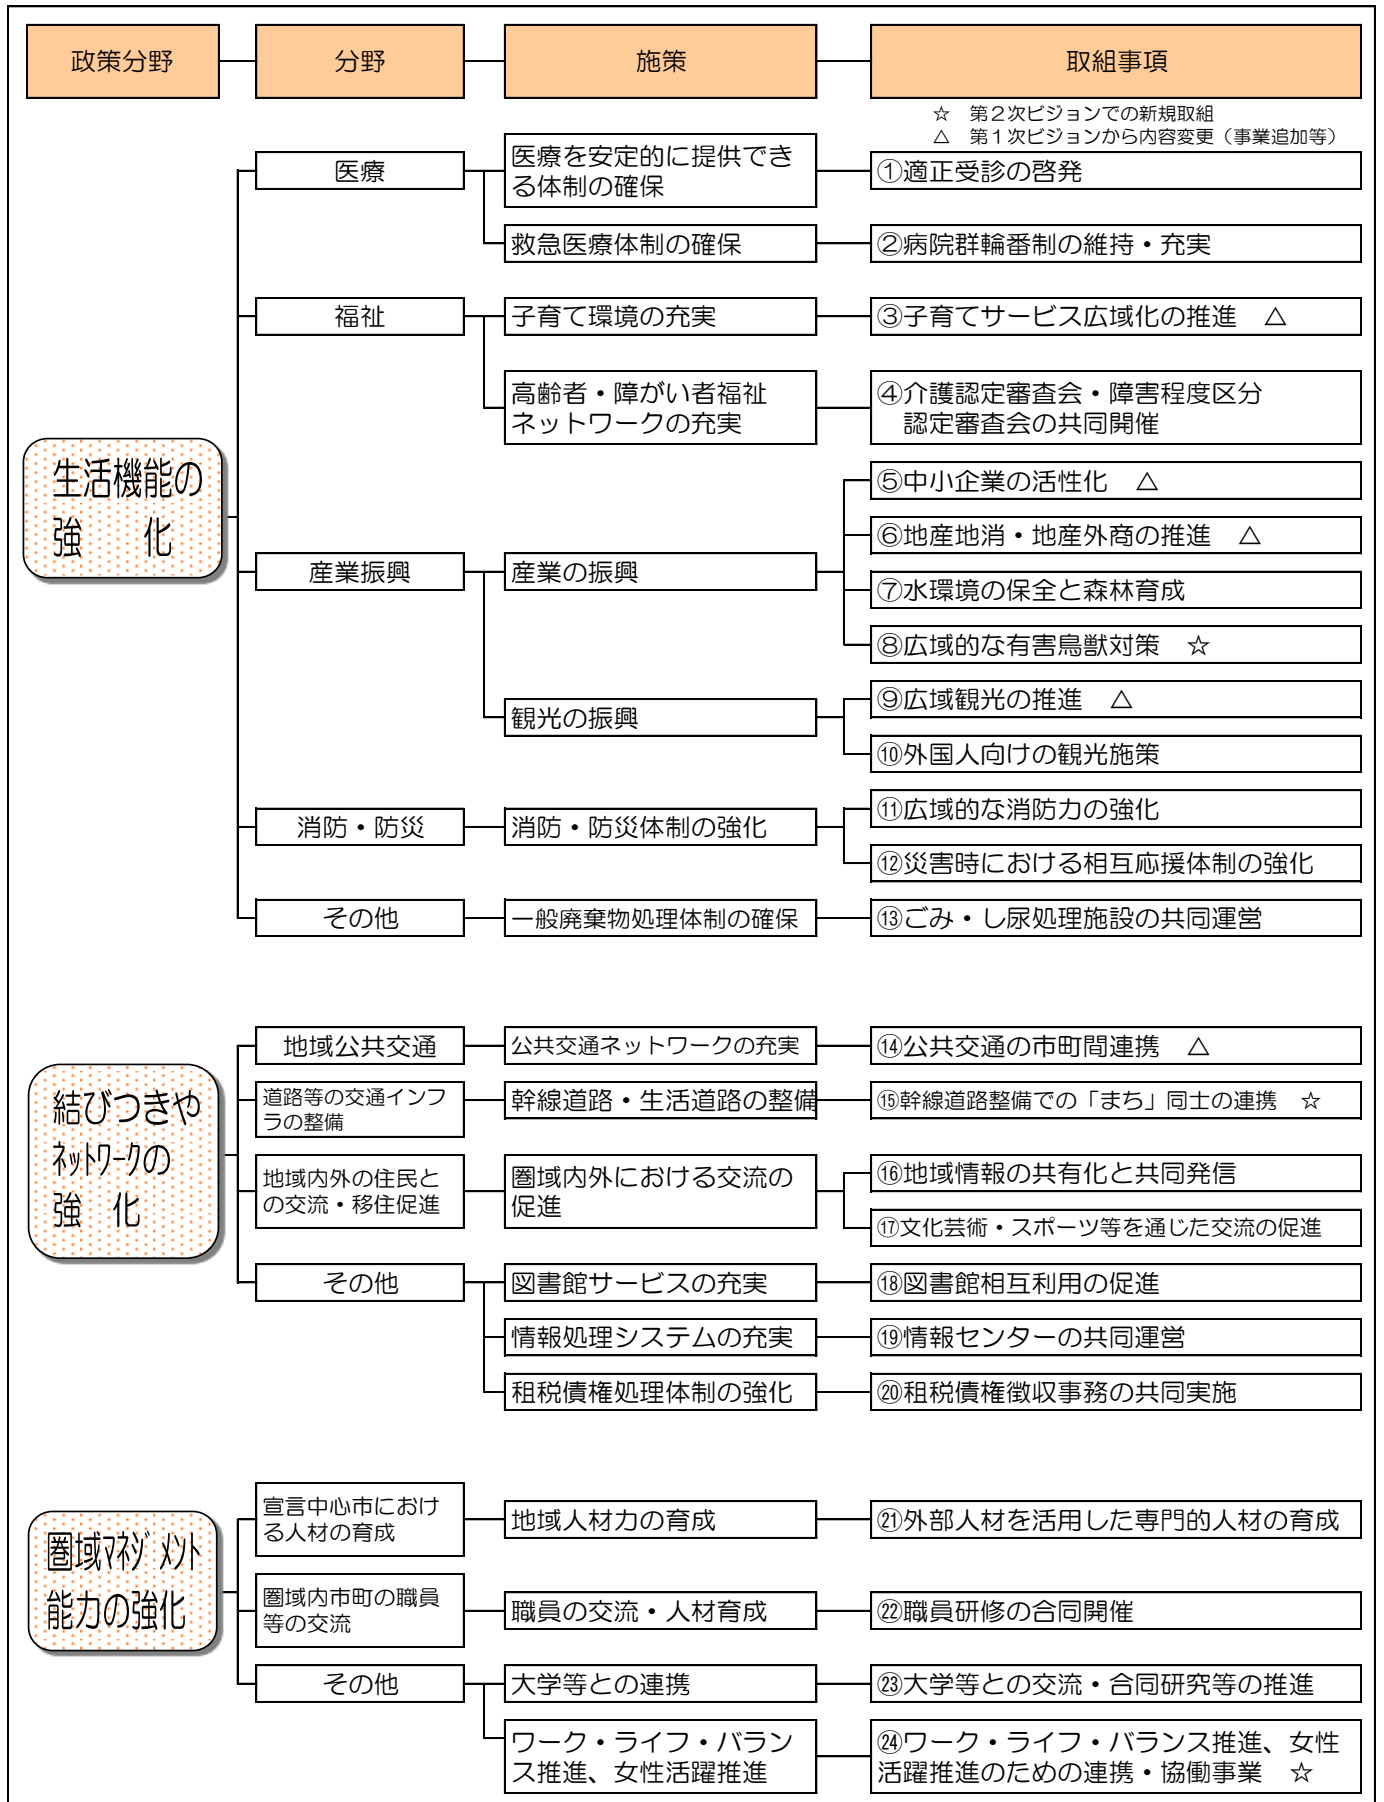 政策分野
分野
施策
取組事項
☆　第２次ビジョンでの新規取組
△　第１次ビジョンから内容変更（事業追加等）
生活機能の
強　化
医療
医療を安定的に提供でき
る体制の確保
①適正受診の啓発
救急医療体制の確保
②病院群輪番制の維持・充実
福祉
子育て環境の充実
③子育てサービス広域化の推進　△
高齢者・障がい者福祉
ネットワークの充実
④介護認定審査会・障害程度区分
認定審査会の共同開催
産業振興
産業の振興
⑤中小企業の活性化　△
⑥地産地消・地産外商の推進　△
⑦水環境の保全と森林育成
⑧広域的な有害鳥獣対策　☆
観光の振興
⑨広域観光の推進　△
⑩外国人向けの観光施策
消防・防災
消防・防災体制の強化
⑪広域的な消防力の強化
⑫災害時における相互応援体制の強化
その他
一般廃棄物処理体制の確保
⑬ごみ・し尿処理施設の共同運営
結びつきや
ﾈｯﾄﾜｰｸの
強　化
地域公共交通
公共交通ネットワークの充実
⑭公共交通の市町間連携　△
道路等の交通インフ
ラの整備
幹線道路・生活道路の整備
⑮幹線道路整備での「まち」同士の連携　☆
地域内外の住民と
の交流・移住促進
圏域内外における交流の
促進
⑯地域情報の共有化と共同発信
⑰文化芸術・スポーツ等を通じた交流の促進
その他
図書館サービスの充実
⑱図書館相互利用の促進
情報処理システムの充実
⑲情報センターの共同運営
租税債権処理体制の強化
⑳租税債権徴収事務の共同実施
圏域ﾏﾈｼﾞﾒﾝﾄ
能力の強化
宣言中心市におけ
る人材の育成
地域人材力の育成
㉑外部人材を活用した専門的人材の育成
圏域内市町の職員
等の交流
職員の交流・人材育成
㉒職員研修の合同開催
その他
大学等との連携
㉓大学等との交流・合同研究等の推進
ワーク・ライフ・バラン
ス推進、女性活躍推進
㉔ワーク・ライフ・バランス推進、女性
活躍推進のための連携・協働事業　☆